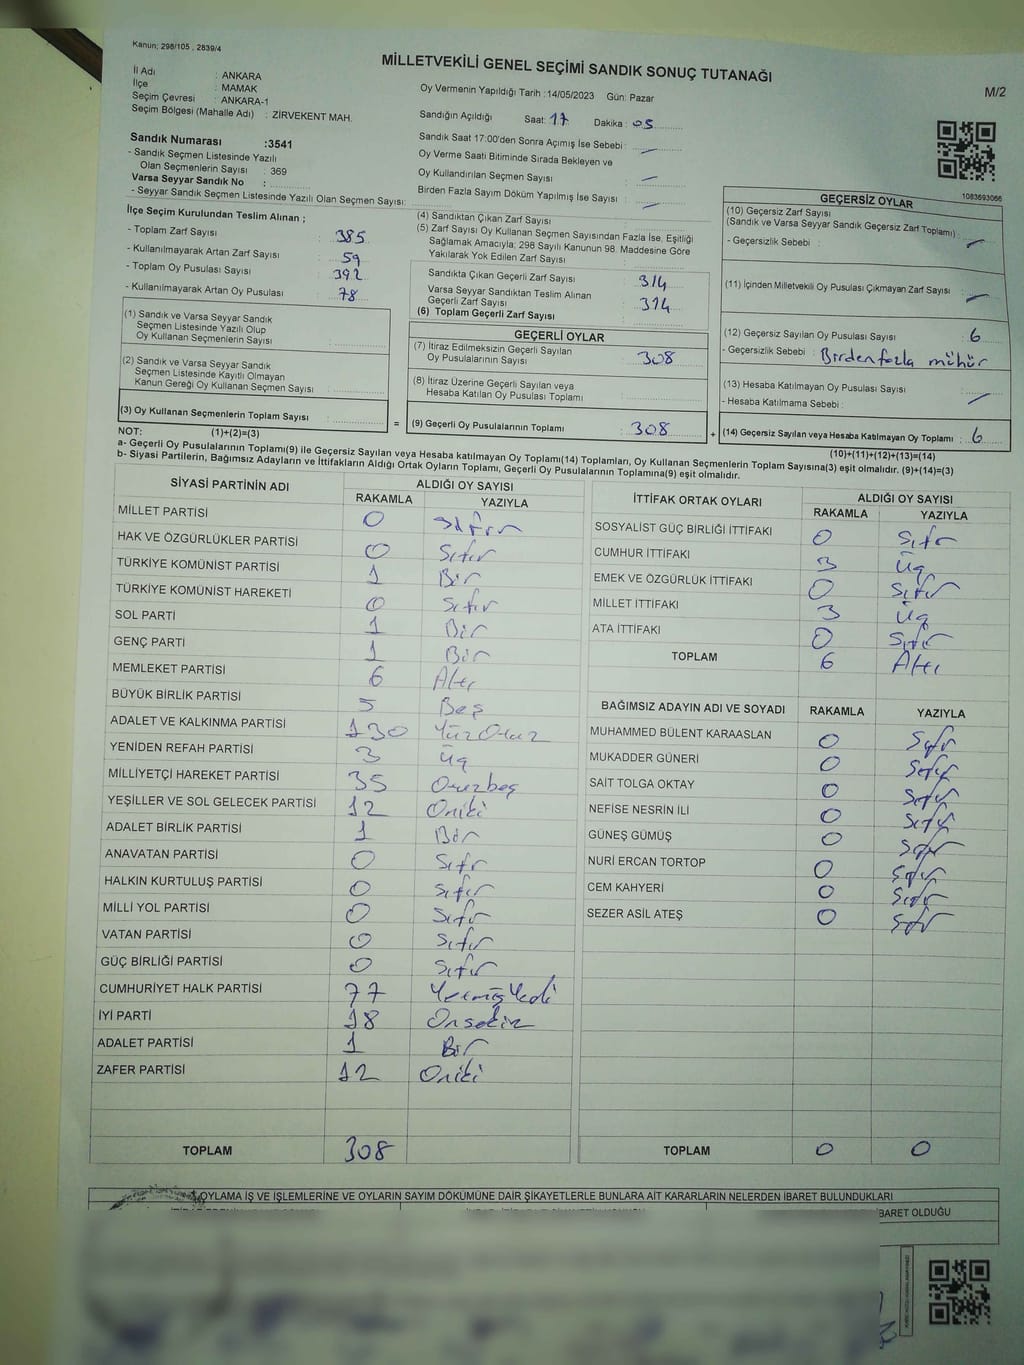 Kanun; 298/105 , 2839/4
MİLLETVEKİLİ GENEL SEÇİMİ SANDIK SONUÇ TUTANAĞI
M/2
İl Adı : ANKARA
İlçe : MAMAK
Seçim Çevresi : ANKARA-1
Seçim Bölgesi (Mahalle Adı) : ZİRVEKENT MAH.
Oy Vermenin Yapıldığı Tarih :14/05/2023 Gün: Pazar
Sandığın Açıldığı Saat: 17 Dakika : 05
Sandık Saat 17:00'den Sonra Açımış İse Sebebi : —
Oy Verme Saati Bitiminde Sırada Bekleyen ve
Oy Kullandırılan Seçmen Sayısı : —
Birden Fazla Sayım Döküm Yapılmış İse Sayısı : —
Sandık Numarası :3541
- Sandık Seçmen Listesinde Yazılı
Olan Seçmenlerin Sayısı : 369
Varsa Seyyar Sandık No :
- Seyyar Sandık Seçmen Listesinde Yazılı Olan Seçmen Sayısı:
İlçe Seçim Kurulundan Teslim Alınan ;
- Toplam Zarf Sayısı : 385
- Kullanılmayarak Artan Zarf Sayısı : 59
- Toplam Oy Pusulası Sayısı : 392
- Kullanılmayarak Artan Oy Pusulası : 78
(1) Sandık ve Varsa Seyyar Sandık
Seçmen Listesinde Yazılı Olup
Oy Kullanan Seçmenlerin Sayısı :
(2) Sandık ve Varsa Seyyar Sandık
Seçmen Listesinde Kayıtlı Olmayan
Kanun Gereği Oy Kullanan Seçmen Sayısı :
(3) Oy Kullanan Seçmenlerin Toplam Sayısı : =
(4) Sandıktan Çıkan Zarf Sayısı :
(5) Zarf Sayısı Oy Kullanan Seçmen Sayısından Fazla İse, Eşitliği
Sağlamak Amacıyla; 298 Sayılı Kanunun 98. Maddesine Göre
Yakılarak Yok Edilen Zarf Sayısı :
Sandıkta Çıkan Geçerli Zarf Sayısı : 314
Varsa Seyyar Sandıktan Teslim Alınan
Geçerli Zarf Sayısı : 314
(6) Toplam Geçerli Zarf Sayısı :
GEÇERLİ OYLAR
(7) İtiraz Edilmeksizin Geçerli Sayılan
Oy Pusulalarının Sayısı : 308
(8) İtiraz Üzerine Geçerli Sayılan veya
Hesaba Katılan Oy Pusulası Toplamı :
(9) Geçerli Oy Pusulalarının Toplamı : 308 +
1083693066
GEÇERSİZ OYLAR
(10) Geçersiz Zarf Sayısı
(Sandık ve Varsa Seyyar Sandık Geçersiz Zarf Toplamı) :
- Geçersizlik Sebebi : —
(11) İçinden Milletvekili Oy Pusulası Çıkmayan Zarf Sayısı : —
(12) Geçersiz Sayılan Oy Pusulası Sayısı : 6
- Geçersizlik Sebebi : Birden fazla mühür
(13) Hesaba Katılmayan Oy Pusulası Sayısı :
- Hesaba Katılmama Sebebi : —
(14) Geçersiz Sayılan veya Hesaba Katılmayan Oy Toplamı : 6
NOT: (1)+(2)=(3)
(10)+(11)+(12)+(13)=(14)
a- Geçerli Oy Pusulalarının Toplamı(9) ile Geçersiz Sayılan veya Hesaba katılmayan Oy Toplamı(14) Toplamları, Oy Kullanan Seçmenlerin Toplam Sayısına(3) eşit olmalıdır. (9)+(14)=(3)
b- Siyasi Partilerin, Bağımsız Adayların ve İttifakların Aldığı Ortak Oyların Toplamı, Geçerli Oy Pusulalarının Toplamına(9) eşit olmalıdır.
SİYASİ PARTİNİN ADI ALDIĞI OY SAYISI
RAKAMLA YAZIYLA
MİLLET PARTİSİ 0 Sıfır
HAK VE ÖZGÜRLÜKLER PARTİSİ 0 Sıfır
TÜRKİYE KOMÜNİST PARTİSİ 1 Bir
TÜRKİYE KOMÜNİST HAREKETİ 0 Sıfır
SOL PARTİ 1 Bir
GENÇ PARTİ 1 Bir
MEMLEKET PARTİSİ 6 Altı
BÜYÜK BİRLİK PARTİSİ 5 Beş
ADALET VE KALKINMA PARTİSİ 130 YüzOtuz
YENİDEN REFAH PARTİSİ 3 Üç
MİLLİYETÇİ HAREKET PARTİSİ 35 Otuzbeş
YEŞİLLER VE SOL GELECEK PARTİSİ 12 Oniki
ADALET BİRLİK PARTİSİ 1 Bir
ANAVATAN PARTİSİ 0 Sıfır
HALKIN KURTULUŞ PARTİSİ 0 Sıfır
MİLLİ YOL PARTİSİ 0 Sıfır
VATAN PARTİSİ 0 Sıfır
GÜÇ BİRLİĞİ PARTİSİ 0 Sıfır
CUMHURİYET HALK PARTİSİ 77 YetmişYedi
İYİ PARTİ 18 Onsekiz
ADALET PARTİSİ 1 Bir
ZAFER PARTİSİ 12 Oniki
TOPLAM 308
İTTİFAK ORTAK OYLARI ALDIĞI OY SAYISI
RAKAMLA YAZIYLA
SOSYALİST GÜÇ BİRLİĞİ İTTİFAKI 0 Sıfır
CUMHUR İTTİFAKI 3 Üç
EMEK VE ÖZGÜRLÜK İTTİFAKI 0 Sıfır
MİLLET İTTİFAKI 3 Üç
ATA İTTİFAKI 0 Sıfır
TOPLAM 6 Altı
BAĞIMSIZ ADAYIN ADI VE SOYADI RAKAMLA YAZIYLA
MUHAMMED BÜLENT KARAASLAN 0 Sıfır
MUKADDER GÜNERİ 0 Sıfır
SAİT TOLGA OKTAY 0 Sıfır
NEFİSE NESRİN İLİ 0 Sıfır
GÜNEŞ GÜMÜŞ 0 Sıfır
NURİ ERCAN TORTOP 0 Sıfır
CEM KAHYERİ 0 Sıfır
SEZER ASİL ATEŞ 0 Sıfır
TOPLAM 0 0
OYLAMA İŞ VE İŞLEMLERİNE VE OYLARIN SAYIM DÖKÜMÜNE DAİR ŞİKAYETLERLE BUNLARA AİT KARARLARIN NELERDEN İBARET BULUNDUKLARI
BARET OLDUĞU